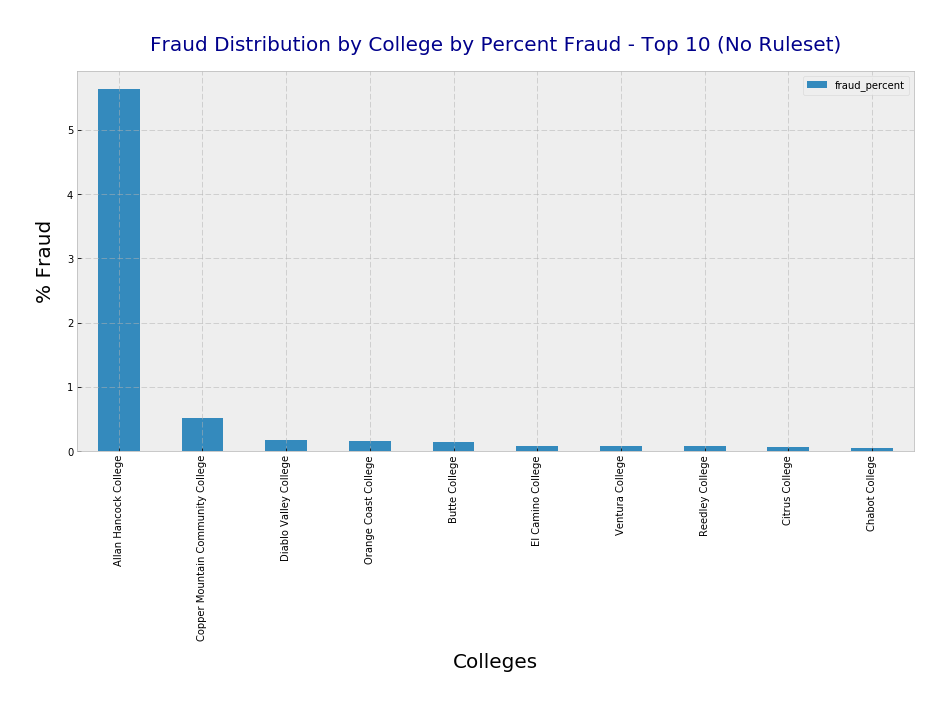 Fraud Distribution by College by Percent Fraud - Top 10 (No Ruleset)
fraud_percent
% Fraud
5
4
3
2
1
0
Allan Hancock College
Copper Mountain Community College
Diablo Valley College
Orange Coast College
Butte College
El Camino College
Ventura College
Reedley College
Citrus College
Chabot College
Colleges